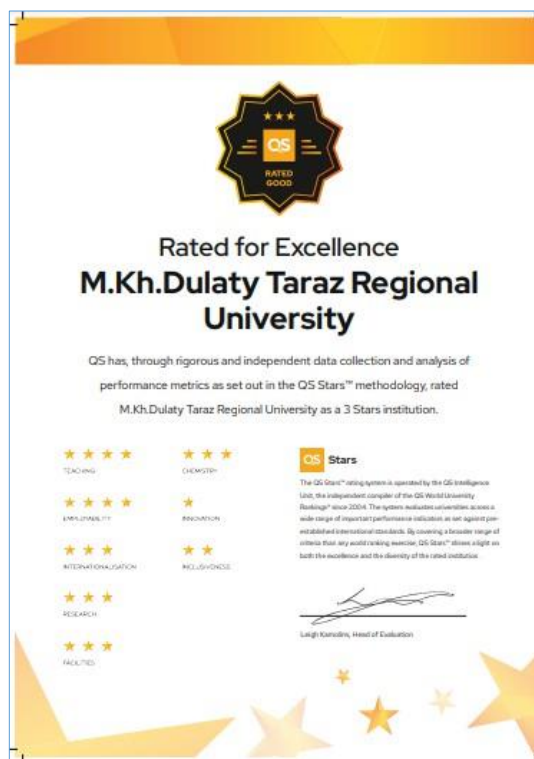 QS
RATED
GOOD
Rated for Excellence
M.Kh.Dulaty Taraz Regional
University
QS has, through rigorous and independent data collection and analysis of
performance metrics as set out in the QS Stars™ methodology, rated
M.Kh.Dulaty Taraz Regional University as a 3 Stars institution.
TEACHING
CHEMISTRY
EMPLOYABILITY
INNOVATION
INTERNATIONALISATION
INCLUSIVENESS
RESEARCH
FACILITIES
QS Stars
The QS Stars™ rating system is operated by the QS Intelligence
Unit, the independent compiler of the QS World University
Rankings® since 2004. The system evaluates universities across a
wide range of important performance indicators as set against pre-
established international standards. By covering a broader range of
criteria than any world ranking exercise, QS Stars™ shines a light on
both the excellence and the diversity of the rated institution.
Leigh Kamolins, Head of Evaluation